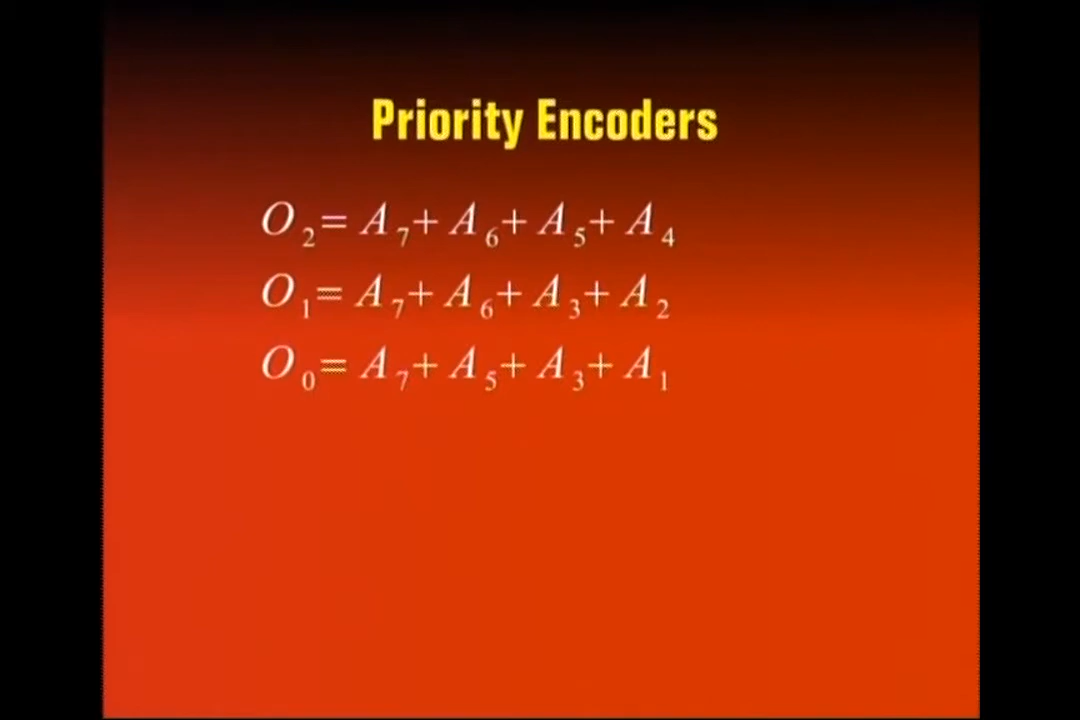 Priority Encoders
O₂= A₇+ A₆+ A₅+ A₄
O₁= A₇+ A₆+ A₃+ A₂
O₀= A₇+ A₅+ A₃+ A₁